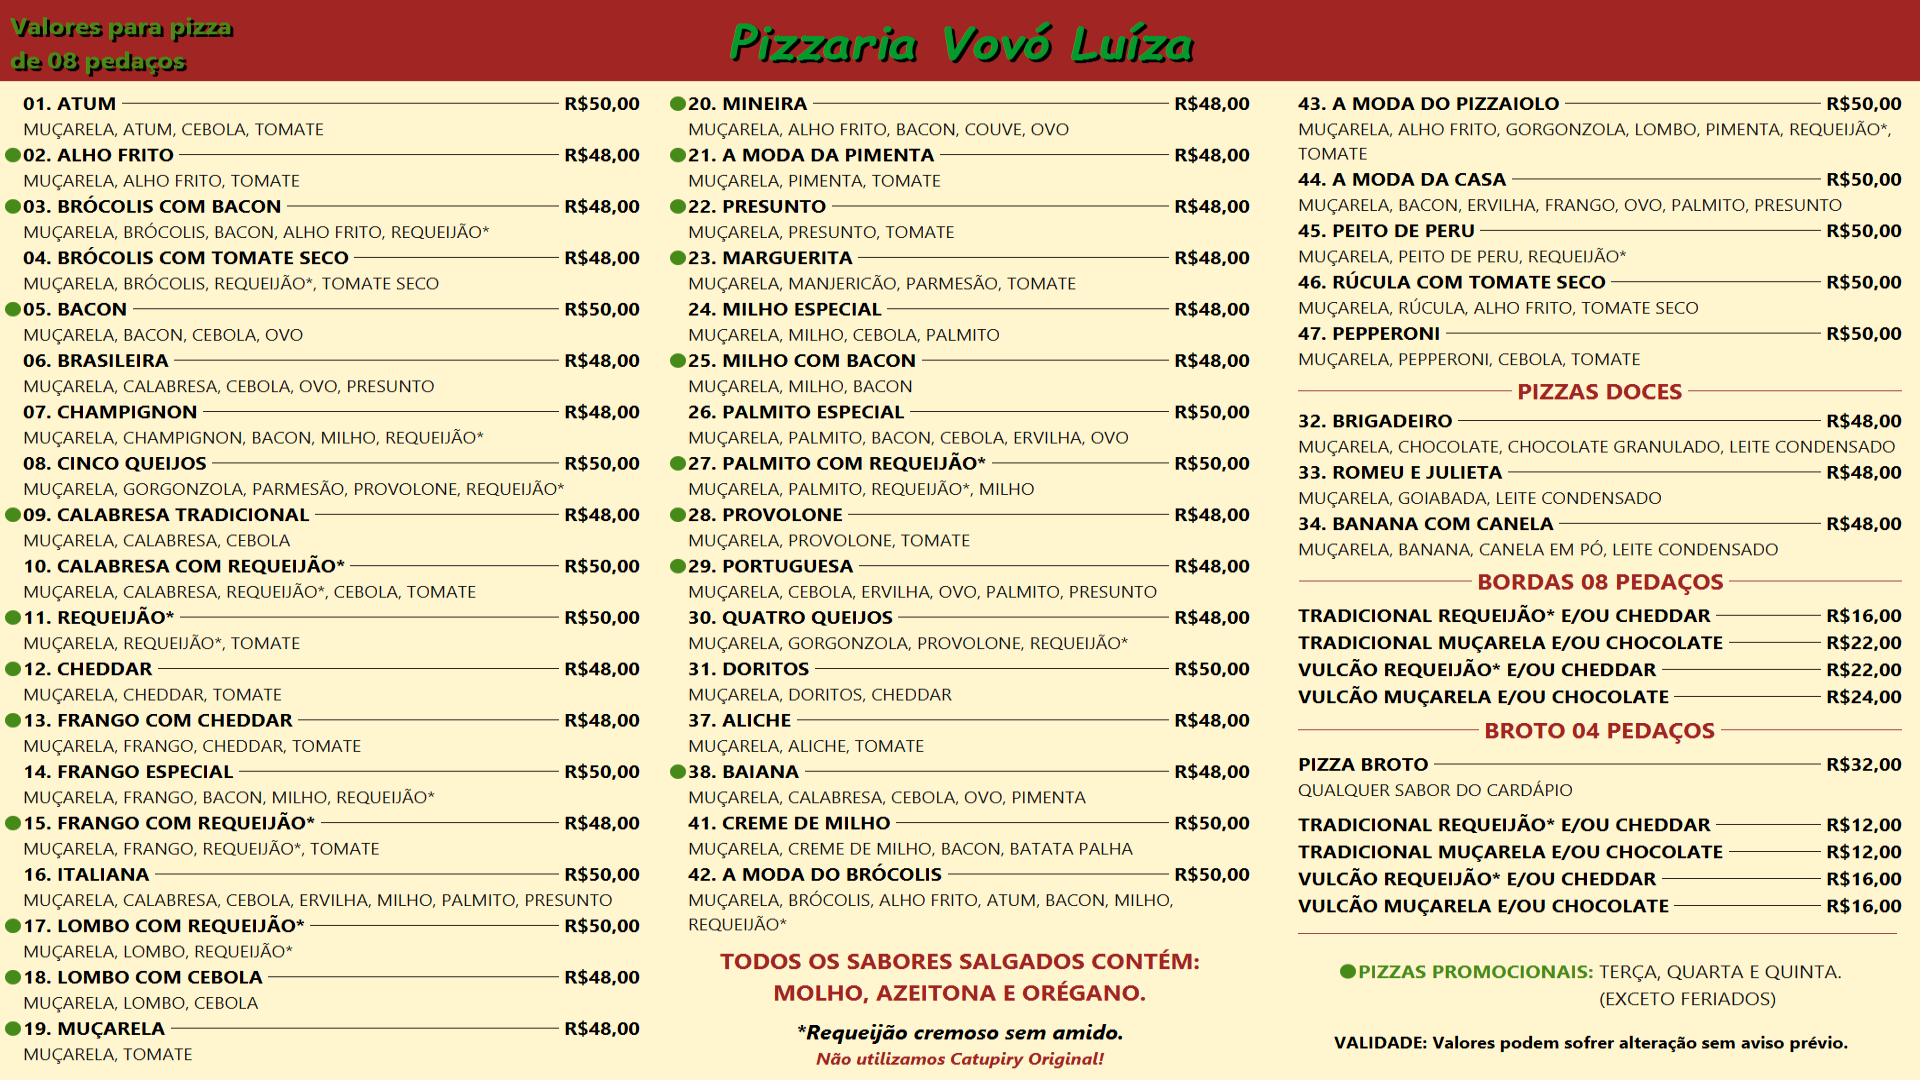 Valores para pizza
de 08 pedaços
Pizzaria Vovó Luíza
01. ATUM R$50,00
MUÇARELA, ATUM, CEBOLA, TOMATE
02. ALHO FRITO R$48,00
MUÇARELA, ALHO FRITO, TOMATE
03. BRÓCOLIS COM BACON R$48,00
MUÇARELA, BRÓCOLIS, BACON, ALHO FRITO, REQUEIJÃO*
04. BRÓCOLIS COM TOMATE SECO R$48,00
MUÇARELA, BRÓCOLIS, REQUEIJÃO*, TOMATE SECO
05. BACON R$50,00
MUÇARELA, BACON, CEBOLA, OVO
06. BRASILEIRA R$48,00
MUÇARELA, CALABRESA, CEBOLA, OVO, PRESUNTO
07. CHAMPIGNON R$48,00
MUÇARELA, CHAMPIGNON, BACON, MILHO, REQUEIJÃO*
08. CINCO QUEIJOS R$50,00
MUÇARELA, GORGONZOLA, PARMESÃO, PROVOLONE, REQUEIJÃO*
09. CALABRESA TRADICIONAL R$48,00
MUÇARELA, CALABRESA, CEBOLA
10. CALABRESA COM REQUEIJÃO* R$50,00
MUÇARELA, CALABRESA, REQUEIJÃO*, CEBOLA, TOMATE
11. REQUEIJÃO* R$50,00
MUÇARELA, REQUEIJÃO*, TOMATE
12. CHEDDAR R$48,00
MUÇARELA, CHEDDAR, TOMATE
13. FRANGO COM CHEDDAR R$48,00
MUÇARELA, FRANGO, CHEDDAR, TOMATE
14. FRANGO ESPECIAL R$50,00
MUÇARELA, FRANGO, BACON, MILHO, REQUEIJÃO*
15. FRANGO COM REQUEIJÃO* R$48,00
MUÇARELA, FRANGO, REQUEIJÃO*, TOMATE
16. ITALIANA R$50,00
MUÇARELA, CALABRESA, CEBOLA, ERVILHA, MILHO, PALMITO, PRESUNTO
17. LOMBO COM REQUEIJÃO* R$50,00
MUÇARELA, LOMBO, REQUEIJÃO*
18. LOMBO COM CEBOLA R$48,00
MUÇARELA, LOMBO, CEBOLA
19. MUÇARELA R$48,00
MUÇARELA, TOMATE
20. MINEIRA R$48,00
MUÇARELA, ALHO FRITO, BACON, COUVE, OVO
21. A MODA DA PIMENTA R$48,00
MUÇARELA, PIMENTA, TOMATE
22. PRESUNTO R$48,00
MUÇARELA, PRESUNTO, TOMATE
23. MARGUERITA R$48,00
MUÇARELA, MANJERICÃO, PARMESÃO, TOMATE
24. MILHO ESPECIAL R$48,00
MUÇARELA, MILHO, CEBOLA, PALMITO
25. MILHO COM BACON R$48,00
MUÇARELA, MILHO, BACON
26. PALMITO ESPECIAL R$50,00
MUÇARELA, PALMITO, BACON, CEBOLA, ERVILHA, OVO
27. PALMITO COM REQUEIJÃO* R$50,00
MUÇARELA, PALMITO, REQUEIJÃO*, MILHO
28. PROVOLONE R$48,00
MUÇARELA, PROVOLONE, TOMATE
29. PORTUGUESA R$48,00
MUÇARELA, CEBOLA, ERVILHA, OVO, PALMITO, PRESUNTO
30. QUATRO QUEIJOS R$48,00
MUÇARELA, GORGONZOLA, PROVOLONE, REQUEIJÃO*
31. DORITOS R$50,00
MUÇARELA, DORITOS, CHEDDAR
37. ALICHE R$48,00
MUÇARELA, ALICHE, TOMATE
38. BAIANA R$48,00
MUÇARELA, CALABRESA, CEBOLA, OVO, PIMENTA
41. CREME DE MILHO R$50,00
MUÇARELA, CREME DE MILHO, BACON, BATATA PALHA
42. A MODA DO BRÓCOLIS R$50,00
MUÇARELA, BRÓCOLIS, ALHO FRITO, ATUM, BACON, MILHO,
REQUEIJÃO*
TODOS OS SABORES SALGADOS CONTÉM:
MOLHO, AZEITONA E ORÉGANO.
*Requeijão cremoso sem amido.
Não utilizamos Catupiry Original!
43. A MODA DO PIZZAIOLO R$50,00
MUÇARELA, ALHO FRITO, GORGONZOLA, LOMBO, PIMENTA, REQUEIJÃO*,
TOMATE
44. A MODA DA CASA R$50,00
MUÇARELA, BACON, ERVILHA, FRANGO, OVO, PALMITO, PRESUNTO
45. PEITO DE PERU R$50,00
MUÇARELA, PEITO DE PERU, REQUEIJÃO*
46. RÚCULA COM TOMATE SECO R$50,00
MUÇARELA, RÚCULA, ALHO FRITO, TOMATE SECO
47. PEPPERONI R$50,00
MUÇARELA, PEPPERONI, CEBOLA, TOMATE
PIZZAS DOCES
32. BRIGADEIRO R$48,00
MUÇARELA, CHOCOLATE, CHOCOLATE GRANULADO, LEITE CONDENSADO
33. ROMEU E JULIETA R$48,00
MUÇARELA, GOIABADA, LEITE CONDENSADO
34. BANANA COM CANELA R$48,00
MUÇARELA, BANANA, CANELA EM PÓ, LEITE CONDENSADO
BORDAS 08 PEDAÇOS
TRADICIONAL REQUEIJÃO* E/OU CHEDDAR R$16,00
TRADICIONAL MUÇARELA E/OU CHOCOLATE R$22,00
VULCÃO REQUEIJÃO* E/OU CHEDDAR R$22,00
VULCÃO MUÇARELA E/OU CHOCOLATE R$24,00
BROTO 04 PEDAÇOS
PIZZA BROTO R$32,00
QUALQUER SABOR DO CARDÁPIO
TRADICIONAL REQUEIJÃO* E/OU CHEDDAR R$12,00
TRADICIONAL MUÇARELA E/OU CHOCOLATE R$12,00
VULCÃO REQUEIJÃO* E/OU CHEDDAR R$16,00
VULCÃO MUÇARELA E/OU CHOCOLATE R$16,00
PIZZAS PROMOCIONAIS: TERÇA, QUARTA E QUINTA.
(EXCETO FERIADOS)
VALIDADE: Valores podem sofrer alteração sem aviso prévio.